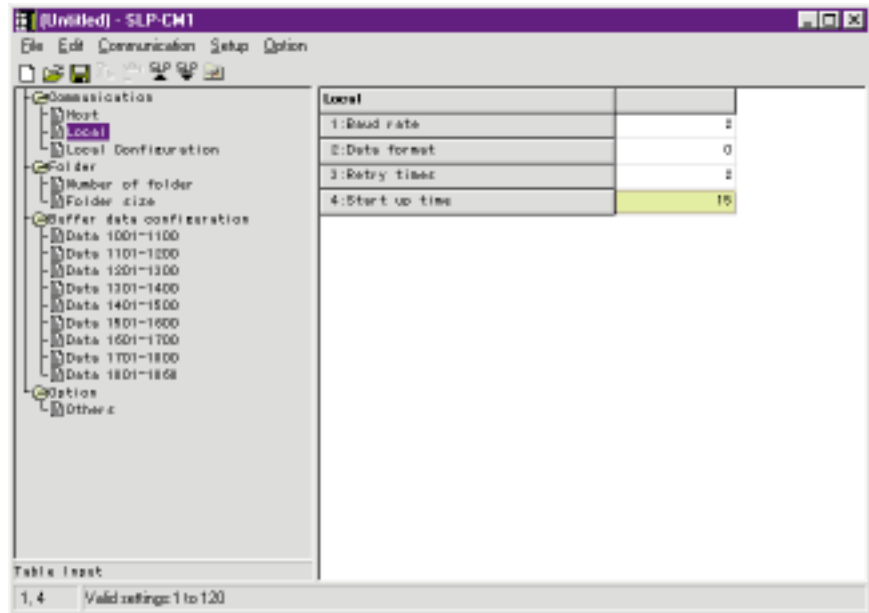 (Untitled) - SLP-CM1
File Edit Communication Setup Option
SLP SLP
Communication
Host
Local
Local Configuration
Folder
Number of folder
Folder size
Buffer data configuration
Data 1001-1100
Data 1101-1200
Data 1201-1300
Data 1301-1400
Data 1401-1500
Data 1501-1600
Data 1601-1700
Data 1701-1800
Data 1801-1868
Option
Others
Local
1:Baud rate 2
2:Data format 0
3:Retry times 2
4:Start up time 15
Table Input
1, 4 Valid settings: 1 to 120